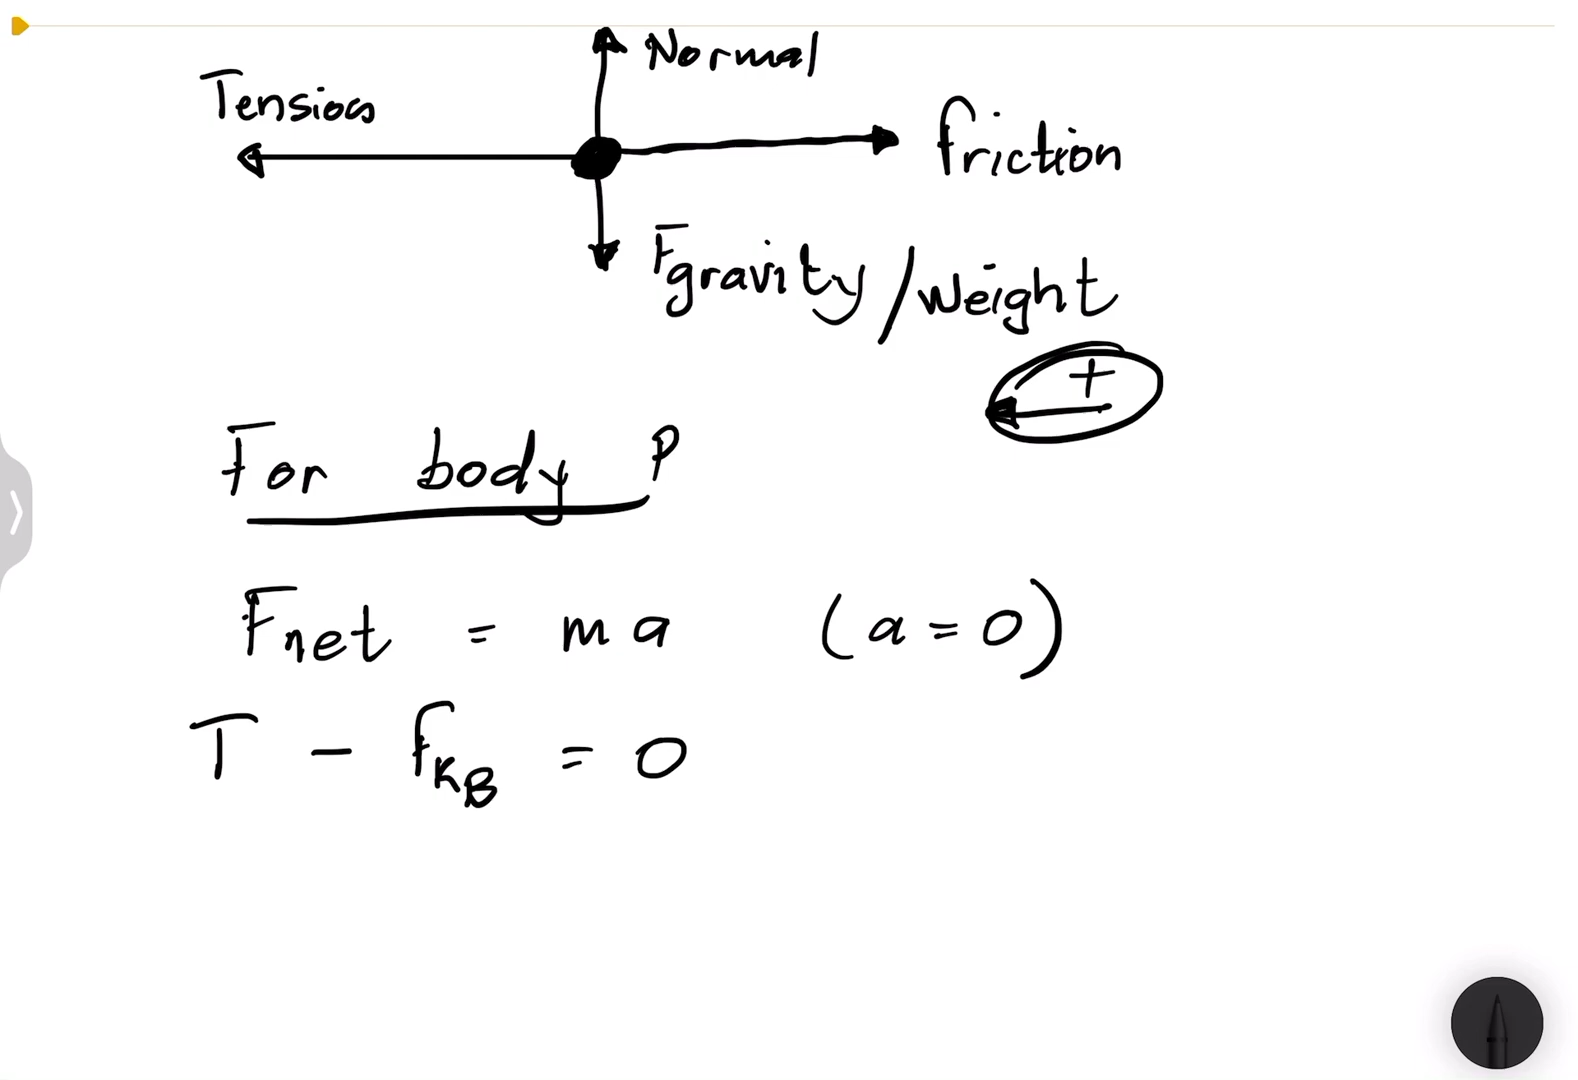 Normal
Tension
friction
Fgravity/weight
+
For body P
Fnet = ma (a = 0)
T - fKB = 0